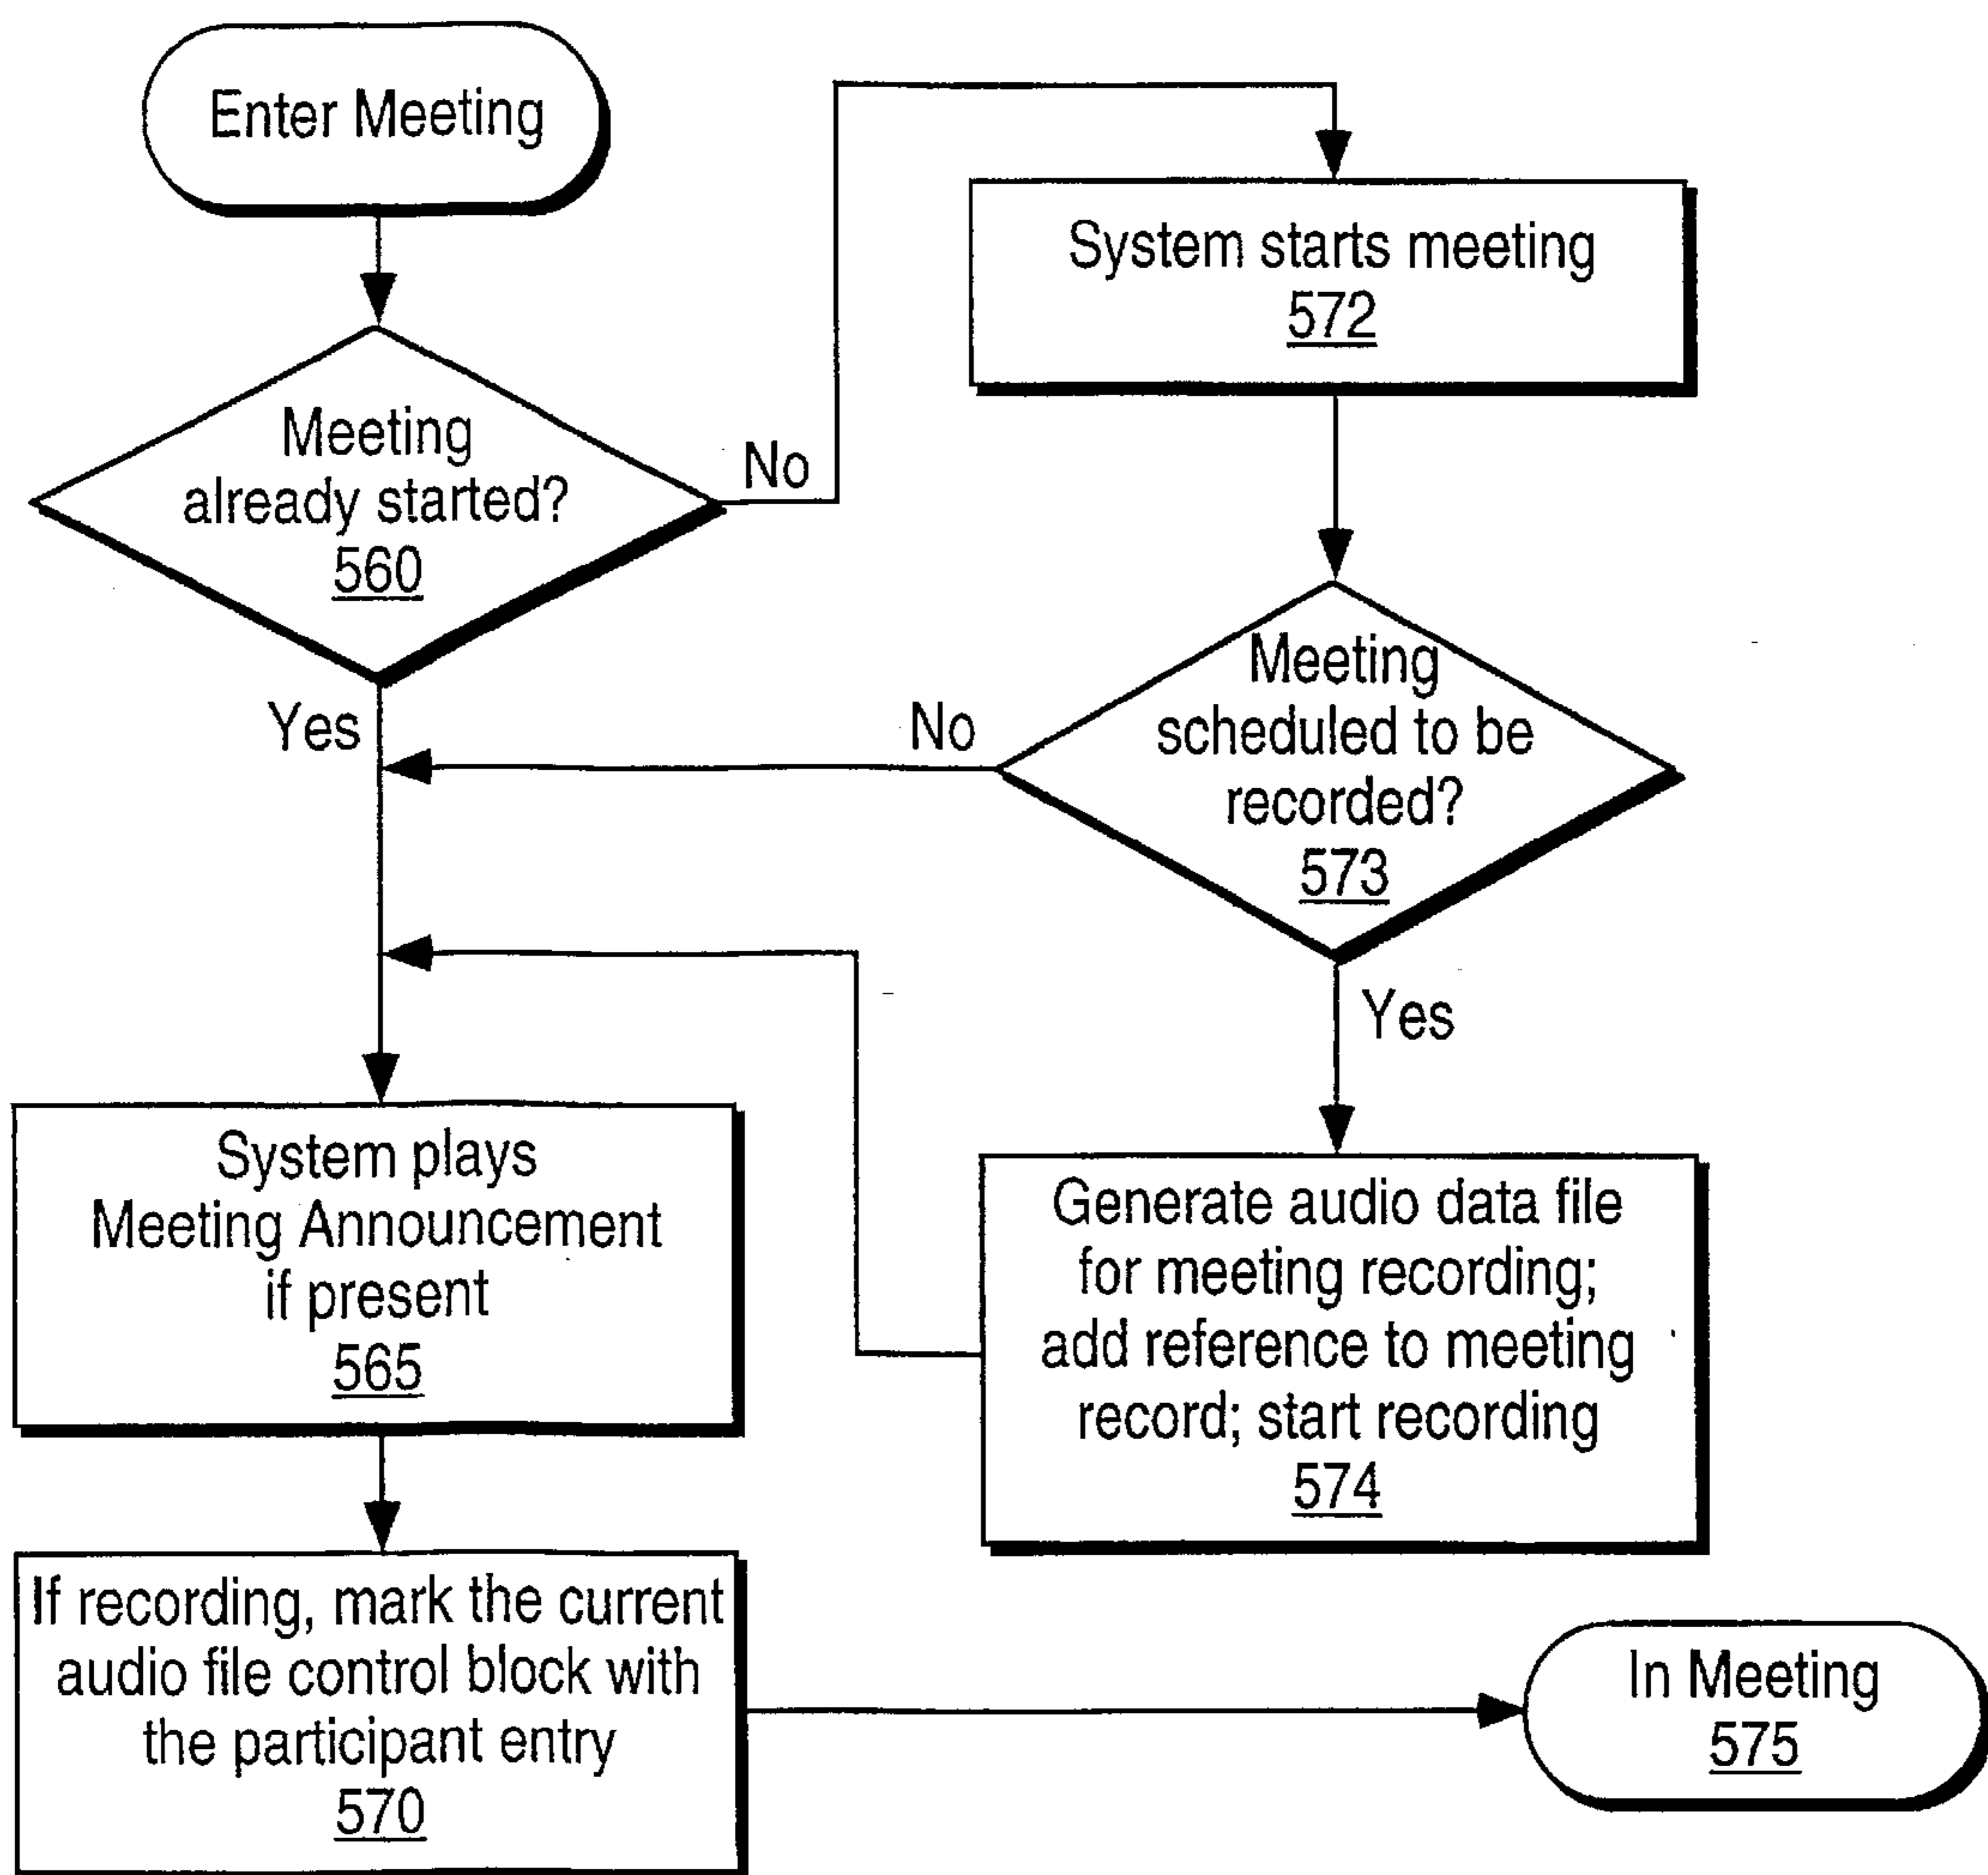 Enter Meeting
Meeting
already started?
560
No
Yes
System starts meeting
572
Meeting
scheduled to be
recorded?
573
No
Yes
Generate audio data file
for meeting recording;
add reference to meeting
record; start recording
574
System plays
Meeting Announcement
if present
565
If recording, mark the current
audio file control block with
the participant entry
570
In Meeting
575